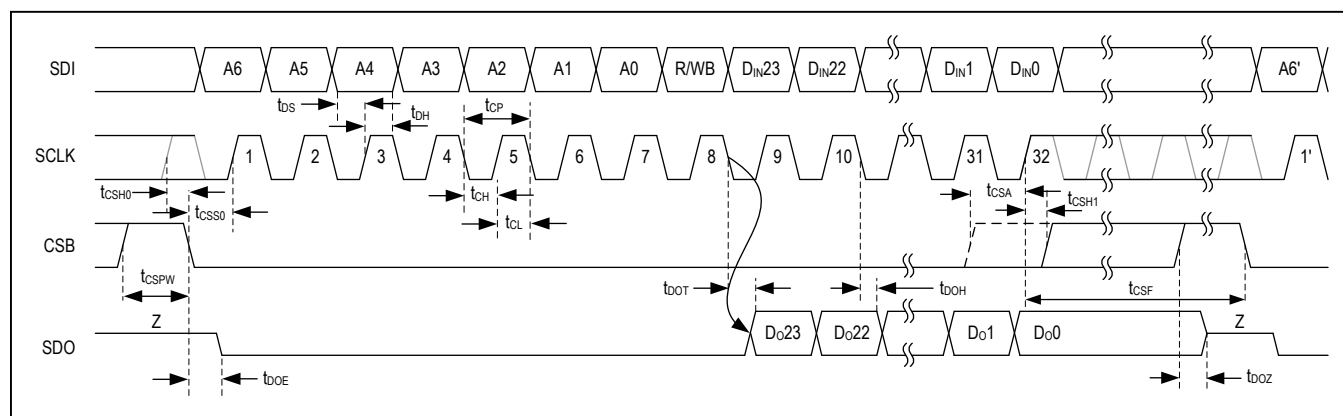 SDI A6 A5 A4 A3 A2 A1 A0 R/WB DIN23 DIN22 DIN1 DIN0 A6'
tDS tDH tCP
SCLK 1 2 3 4 5 6 7 8 9 10 31 32 1'
tCSH0 tCSS0 tCH tCL tCSA tCSH1
CSB
tCSPW tDOT tDOH tCSF
Z Z
SDO DO23 DO22 DO1 DO0
tDOE tDOZ